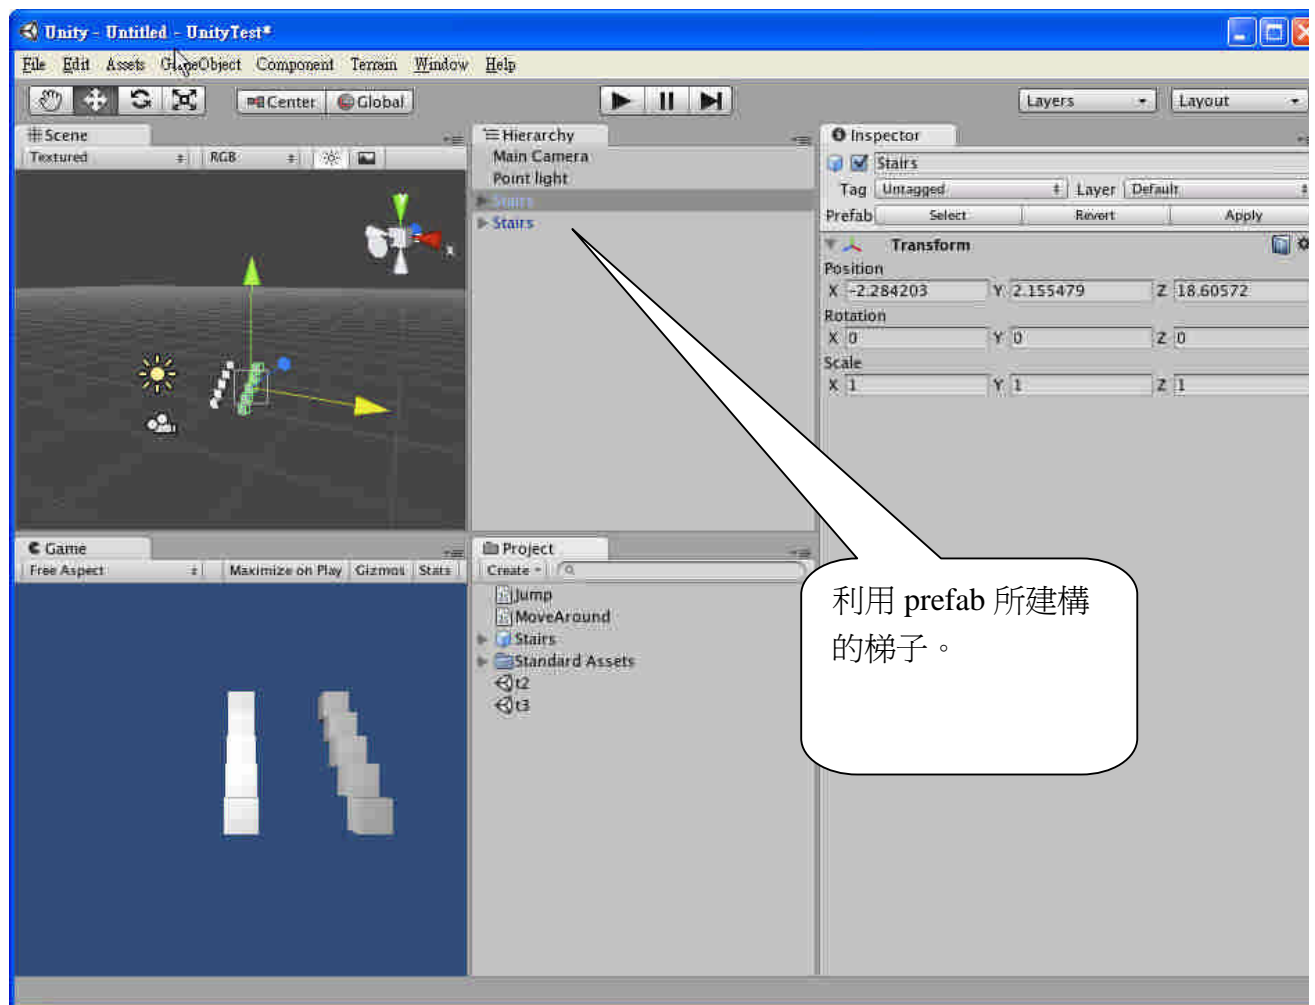 Unity - Untitled - UnityTest*
File Edit Assets GameObject Component Terrain Window Help
Center Global Layers Layout
Scene
Textured RGB
Hierarchy
Main Camera
Point light
Stairs
Stairs
Inspector
Stairs
Tag Untagged Layer Default
Prefab Select Revert Apply
Transform
Position
X -2.284203 Y 2.155479 Z 18.60572
Rotation
X 0 Y 0 Z 0
Scale
X 1 Y 1 Z 1
x
Game
Free Aspect Maximize on Play Gizmos Stats
Project
Create
Jump
MoveAround
Stairs
Standard Assets
t2
t3
利用 prefab 所建構
的梯子。